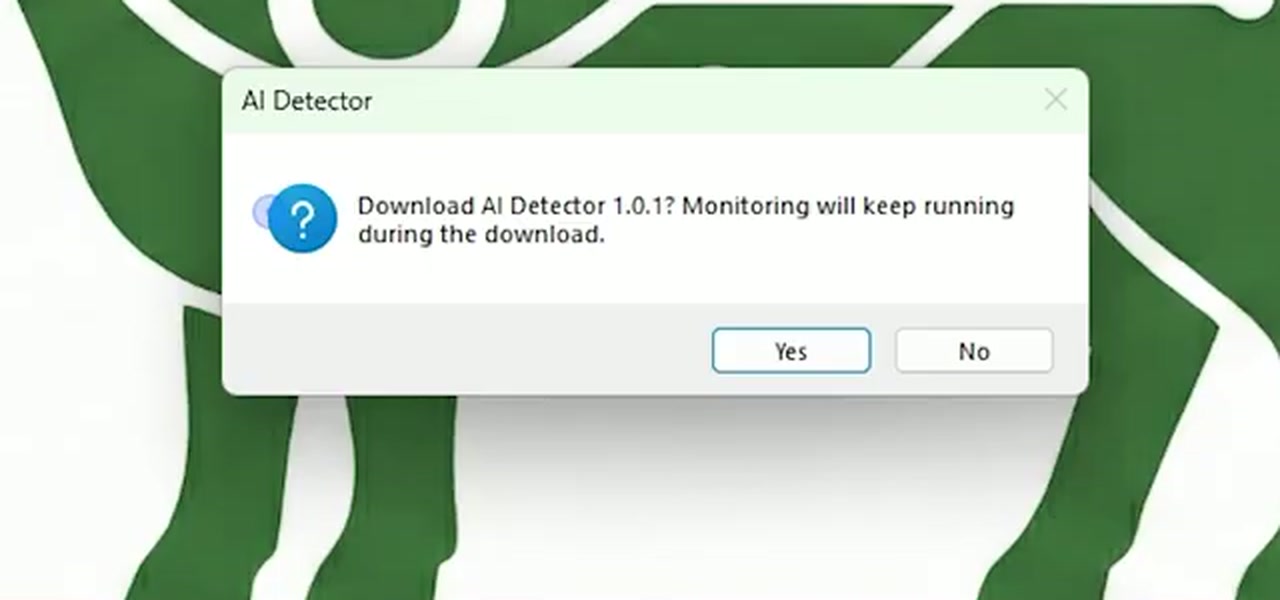 AI Detector
Download AI Detector 1.0.1? Monitoring will keep running
during the download.
Yes
No